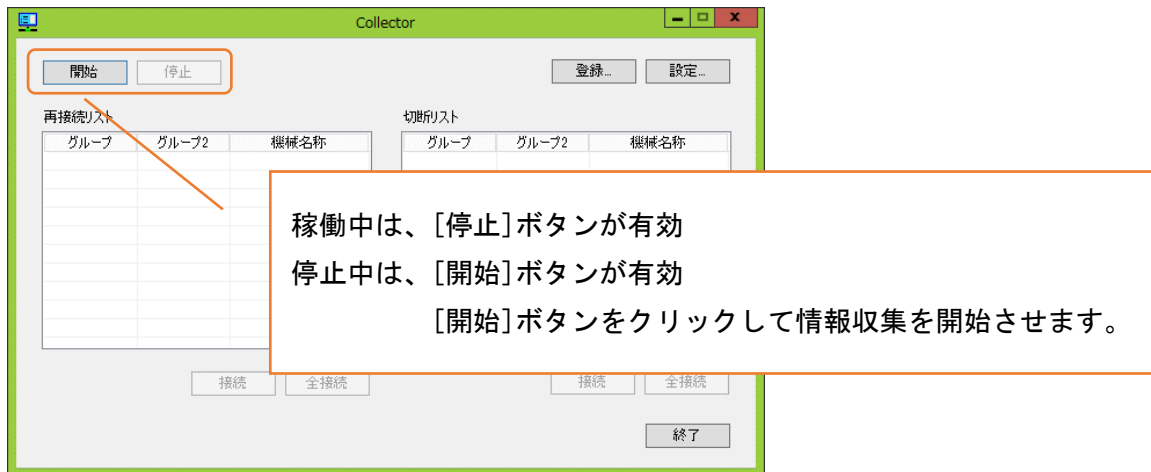 Collector
開始 停止 登録... 設定...
再接続リスト 切断リスト
グループ グループ2 機械名称 グループ グループ2 機械名称
稼働中は、[停止]ボタンが有効
停止中は、[開始]ボタンが有効
[開始]ボタンをクリックして情報収集を開始させます。
接続 全接続 接続 全接続
終了